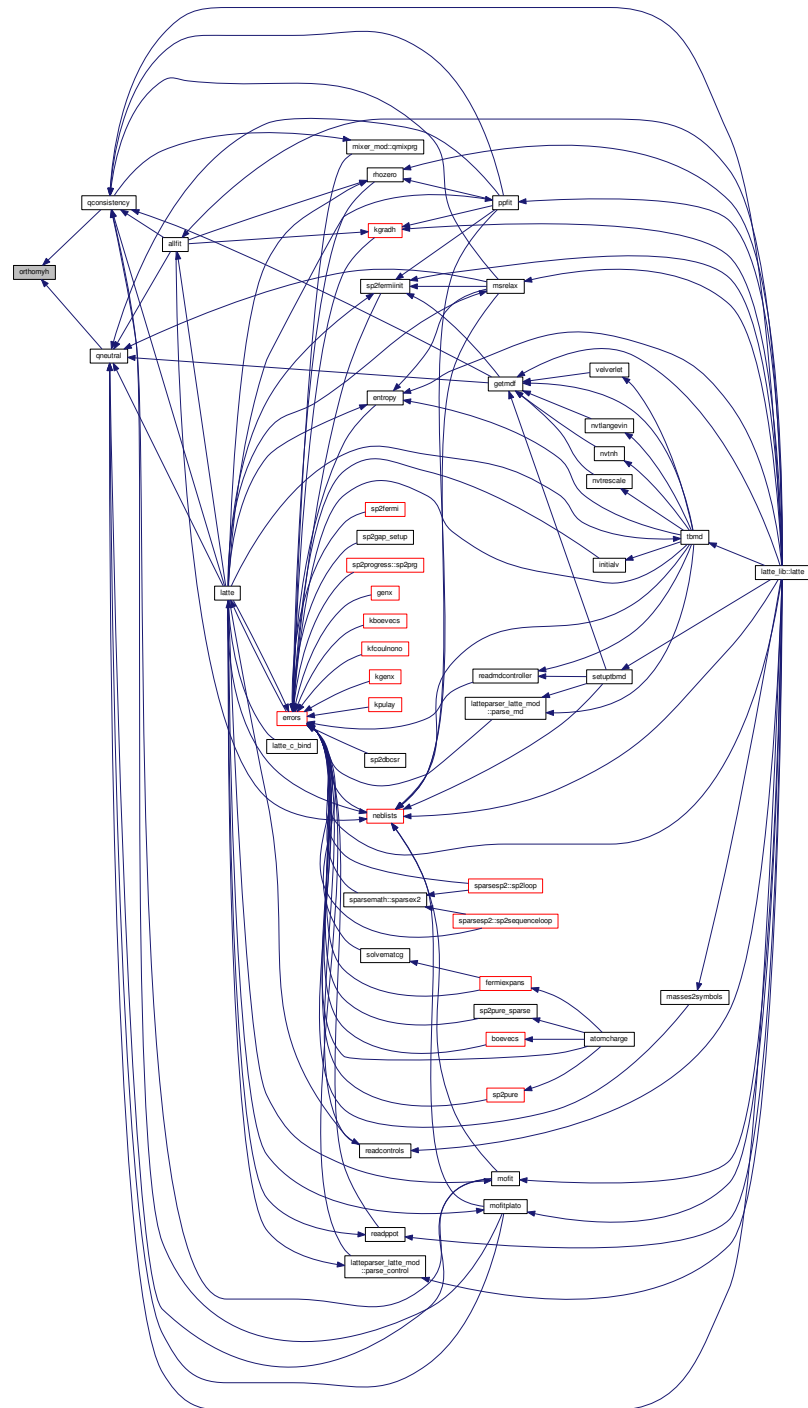 mixer_mod::qmixprg
rhozero
qconsistency
ppfit
kgradh
allfit
orthomyh
sp2fermiinit
msrelax
qneutral
velverlet
getmdf
entropy
nvtlangevin
nvtnh
nvtrescale
sp2fermi
sp2gap_setup
tbmd
initialv
sp2progress::sp2prg
latte_lib::latte
latte
genx
kboevecs
kfcoulnono
kgenx
readmdcontroller
setuptbmd
kpulay
latteparser_latte_mod
::parse_md
errors
latte_c_bind
sp2dbcsr
neblists
sparsesp2::sp2loop
sparsemath::sparsex2
sparsesp2::sp2sequenceloop
solvematcg
fermiexpans
masses2symbols
sp2pure_sparse
boevecs
atomcharge
sp2pure
readcontrols
mofit
mofitplato
readppot
latteparser_latte_mod
::parse_control